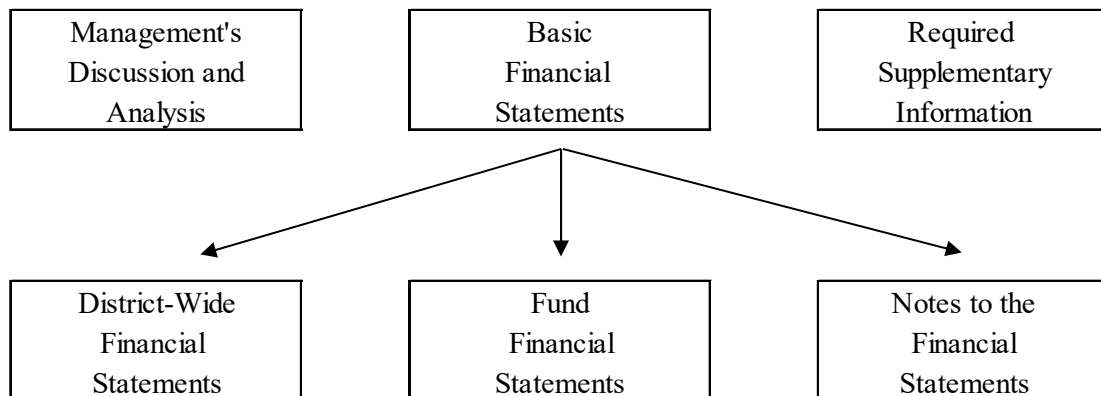 Management's
Discussion and
Analysis
Basic
Financial
Statements
Required
Supplementary
Information
District-Wide
Financial
Statements
Fund
Financial
Statements
Notes to the
Financial
Statements